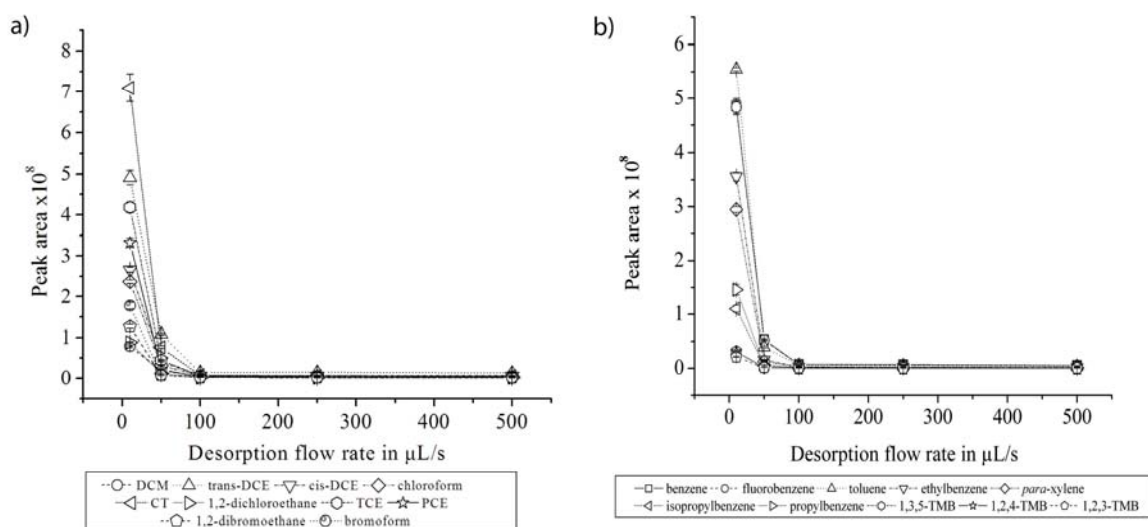 a)
8
7
6
5
4
3
2
1
0
Peak area x10⁸
0 100 200 300 400 500
Desorption flow rate in µL/s
DCM trans-DCE cis-DCE chloroform
CT 1,2-dichloroethane TCE PCE
1,2-dibromoethane bromoform
b)
6
5
4
3
2
1
0
Peak area x 10⁸
0 100 200 300 400 500
Desorption flow rate in µL/s
benzene fluorobenzene toluene ethylbenzene para-xylene
isopropylbenzene propylbenzene 1,3,5-TMB 1,2,4-TMB 1,2,3-TMB